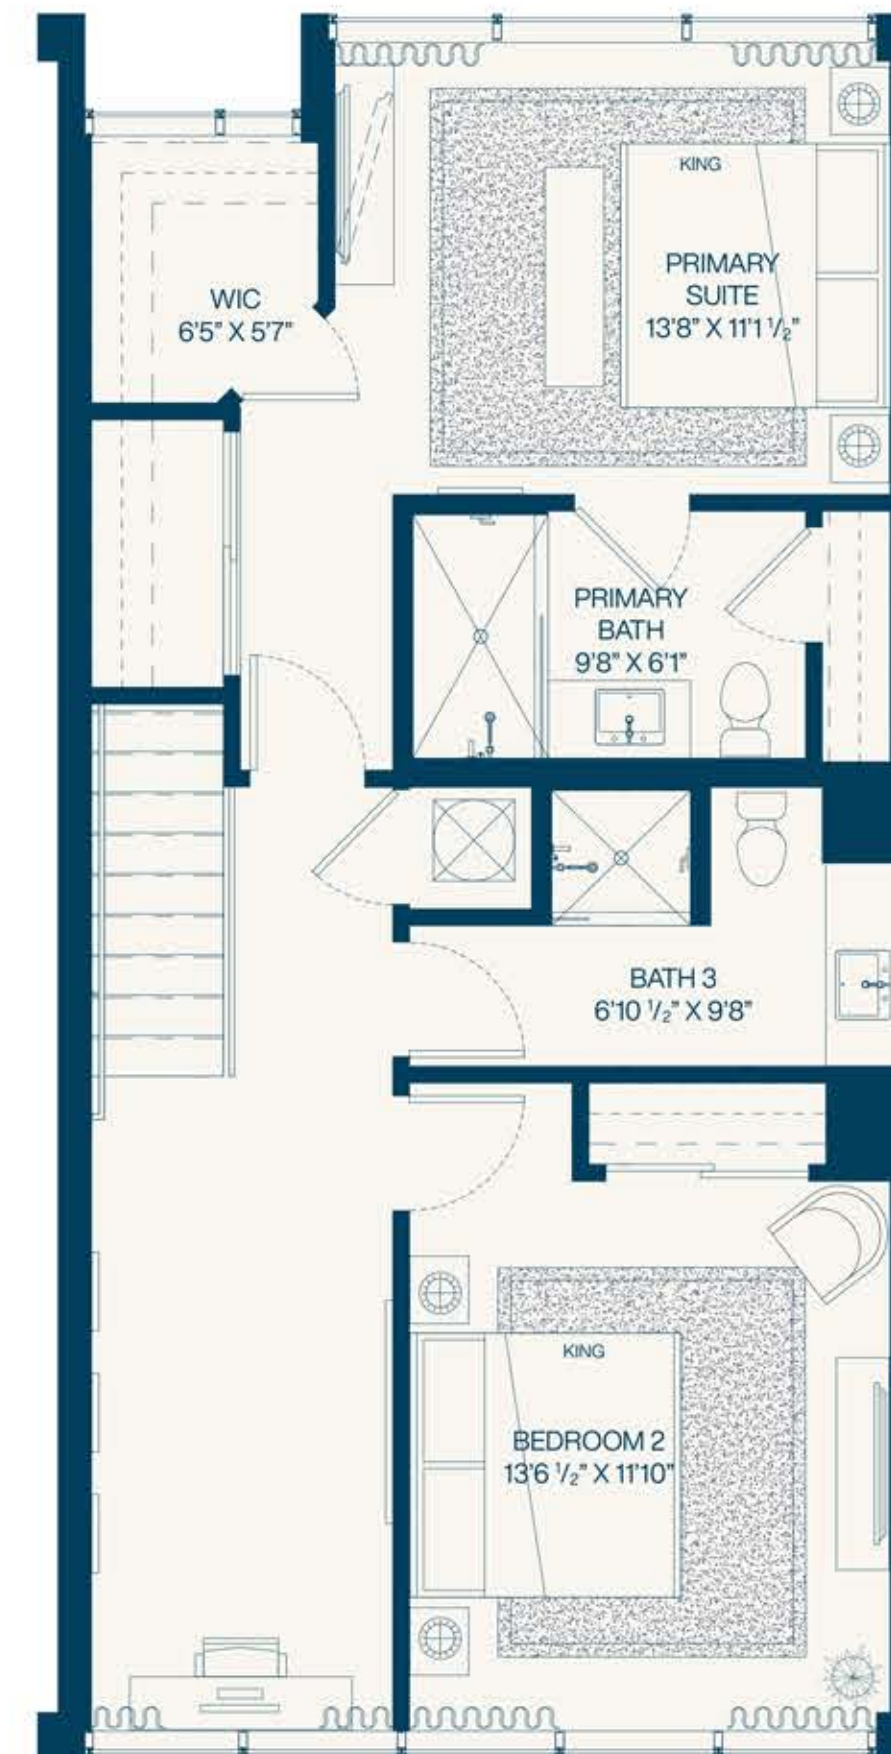 KING
PRIMARY
SUITE
13'8" X 11'1 1/2"
WIC
6'5" X 5'7"
PRIMARY
BATH
9'8" X 6'1"
BATH 3
6'10 1/2" X 9'8"
KING
BEDROOM 2
13'6 1/2" X 11'10"